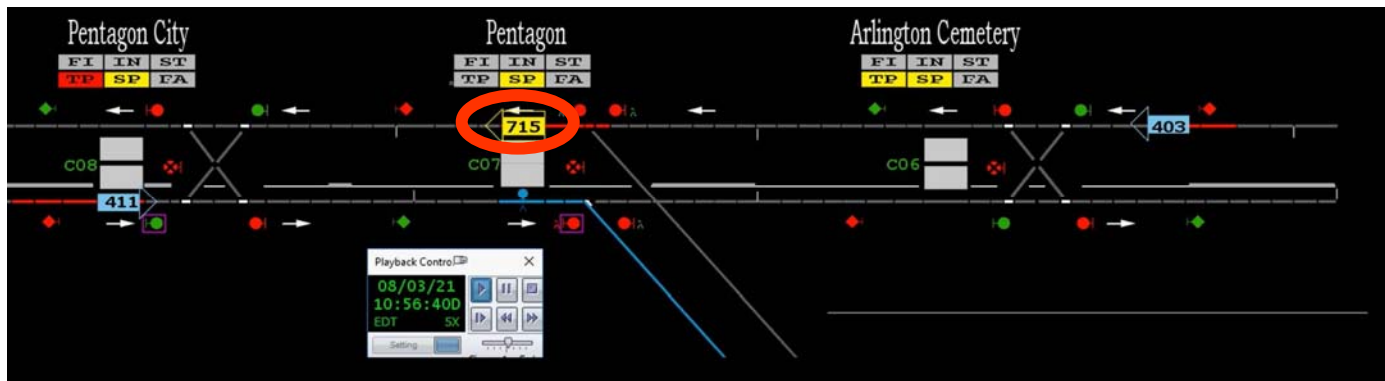 Pentagon City
Pentagon
Arlington Cemetery
FI IN ST
TP SP FA
FI IN ST
TP SP FA
FI IN ST
TP SP FA
715
403
C08
C07
C06
411
Playback Control
08/03/21
10:56:40D
EDT SX
Setting